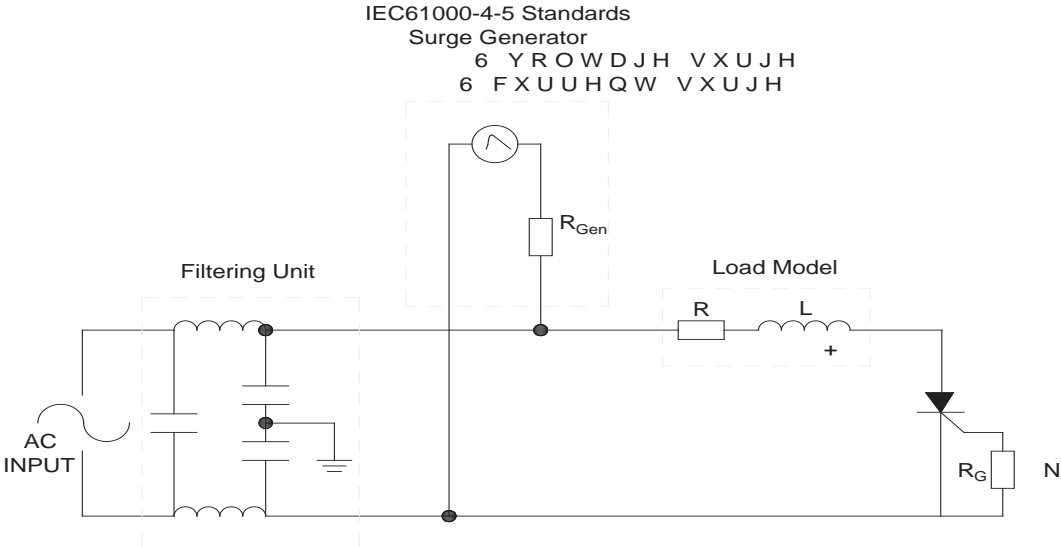 IEC61000-4-5 Standards
Surge Generator
6 YROWDJH VXUJH
6 FXUUHQW VXUJH
RGen
Filtering Unit
Load Model
R
L
+
AC
INPUT
RG
N